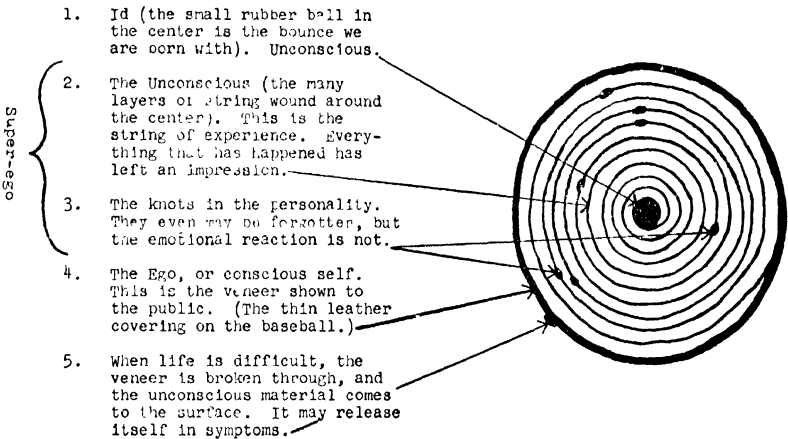 1. Id (the small rubber ball in
the center is the bounce we
are born with). Unconscious.
Super-ego
2. The Unconscious (the many
layers of string wound around
the center). This is the
string of experience. Every-
thing that has happened has
left an impression.
3. The knots in the personality.
They even may be forgotten, but
the emotional reaction is not.
4. The Ego, or conscious self.
This is the veneer shown to
the public. (The thin leather
covering on the baseball.)
5. When life is difficult, the
veneer is broken through, and
the unconscious material comes
to the surface. It may release
itself in symptoms.